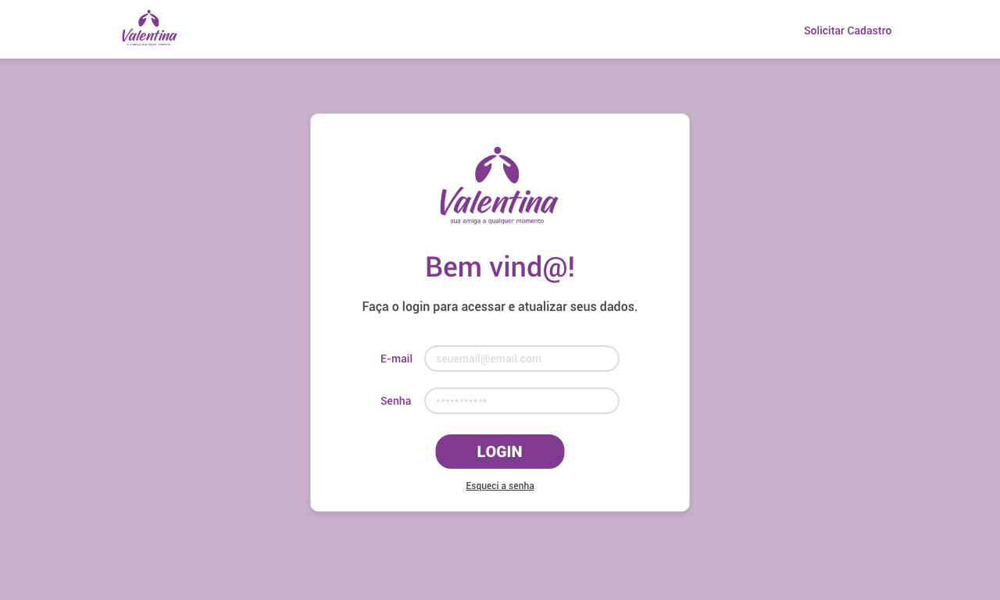 Valentina
sua amiga a qualquer momento
Solicitar Cadastro
Valentina
sua amiga a qualquer momento
Bem vind@!
Faça o login para acessar e atualizar seus dados.
E-mail
seuemail@email.com
Senha
***********
LOGIN
Esqueci a senha